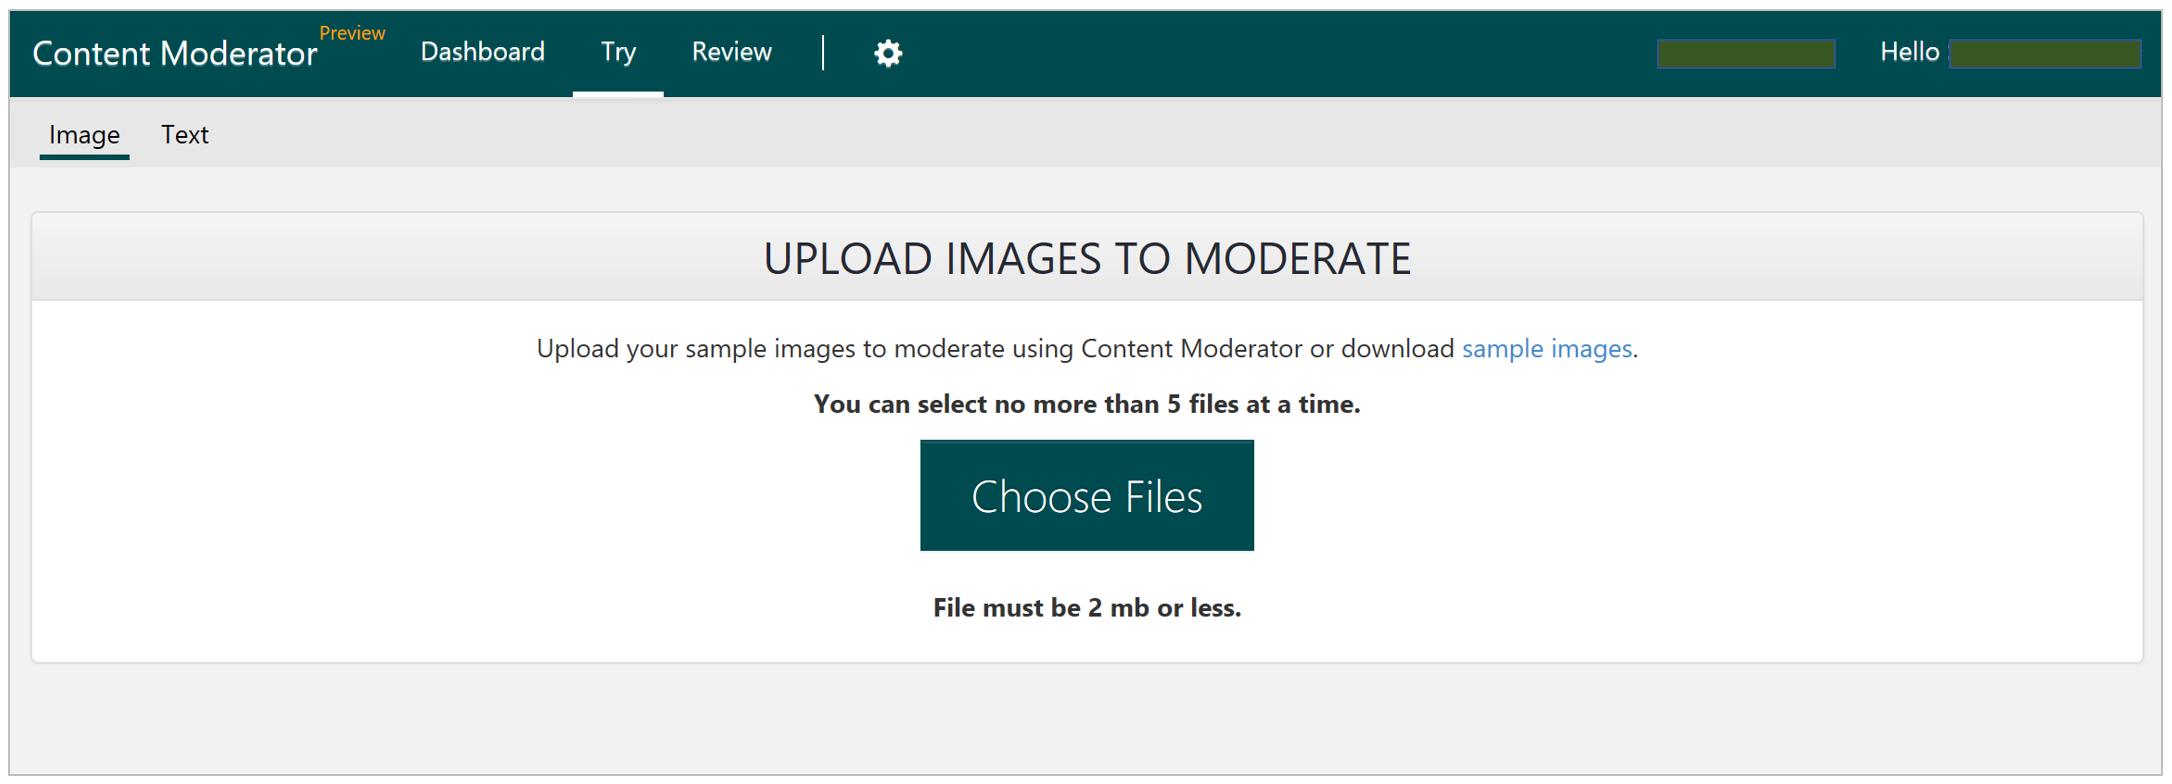 Content Moderator Preview Dashboard Try Review Hello
Image Text
UPLOAD IMAGES TO MODERATE
Upload your sample images to moderate using Content Moderator or download sample images.
You can select no more than 5 files at a time.
Choose Files
File must be 2 mb or less.